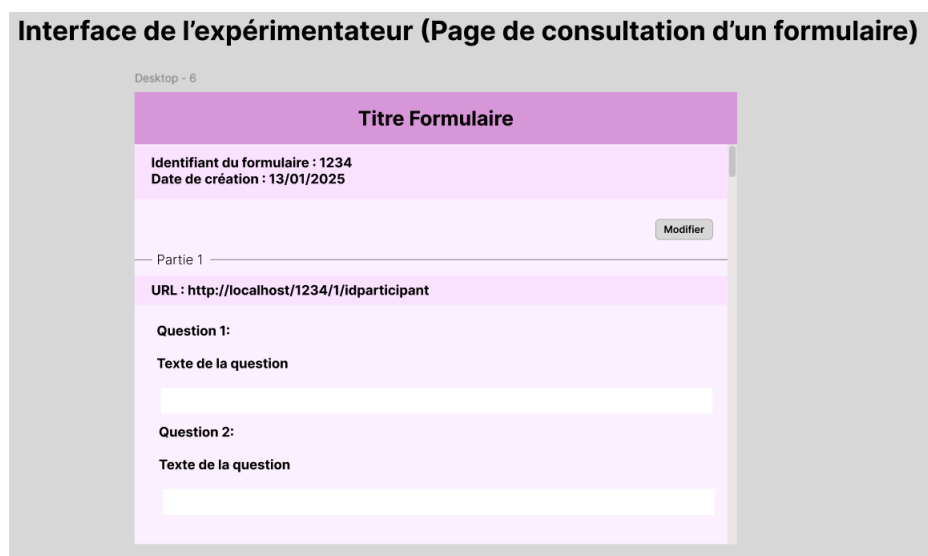 Interface de l’expérimentateur (Page de consultation d’un formulaire)
Desktop - 6
Titre Formulaire
Identifiant du formulaire : 1234
Date de création : 13/01/2025
Modifier
Partie 1
URL : http://localhost/1234/1/idparticipant
Question 1:
Texte de la question
Question 2:
Texte de la question